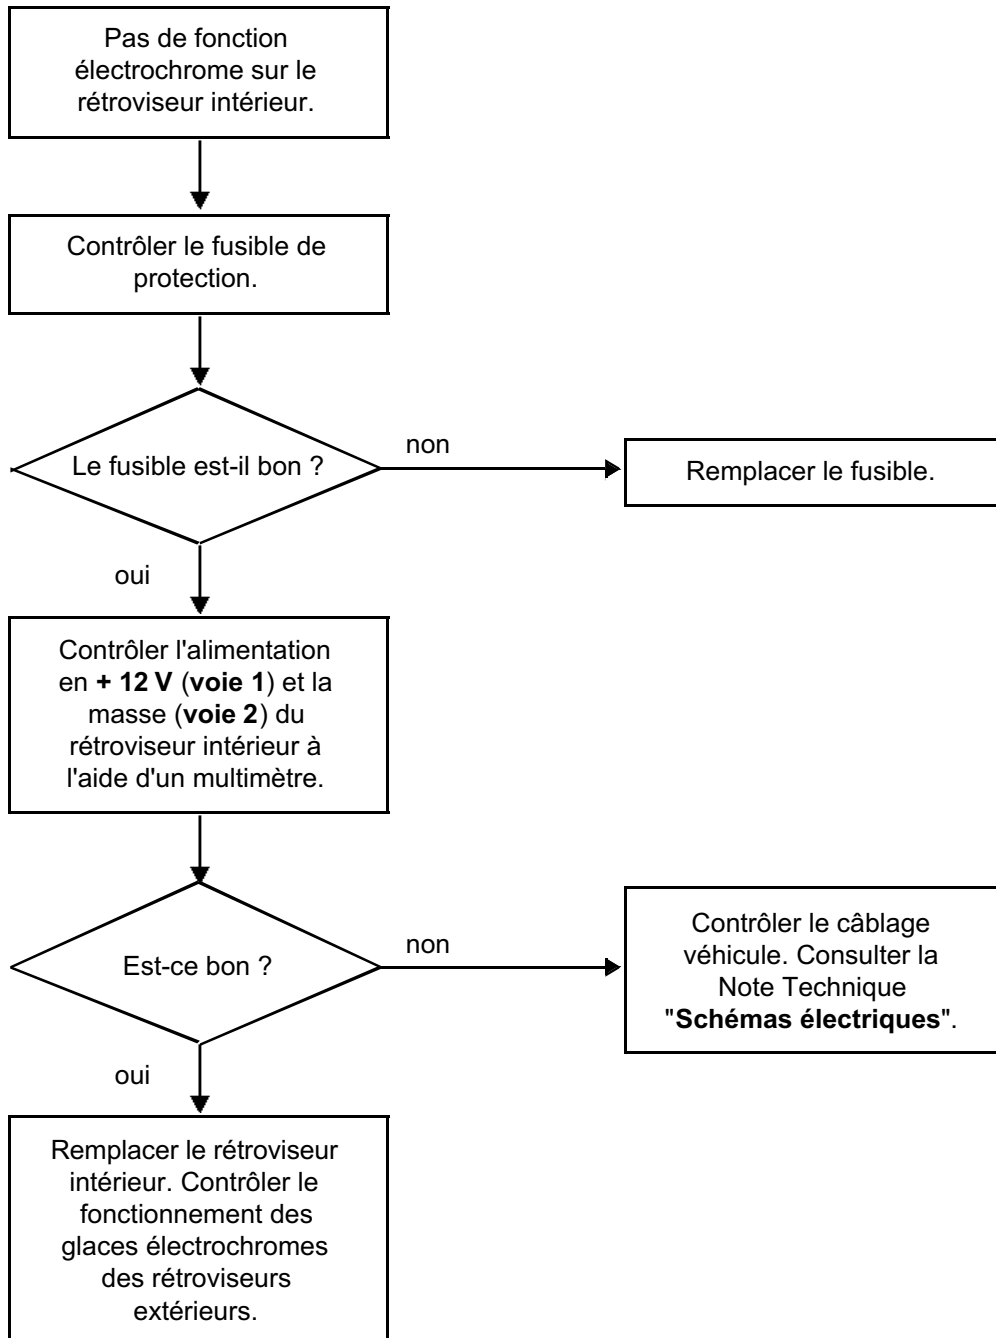 Pas de fonction
électrochrome sur le
rétroviseur intérieur.
Contrôler le fusible de
protection.
Le fusible est-il bon ?
non
Remplacer le fusible.
oui
Contrôler l'alimentation
en + 12 V (voie 1) et la
masse (voie 2) du
rétroviseur intérieur à
l'aide d'un multimètre.
Est-ce bon ?
non
Contrôler le câblage
véhicule. Consulter la
Note Technique
"Schémas électriques".
oui
Remplacer le rétroviseur
intérieur. Contrôler le
fonctionnement des
glaces électrochromes
des rétroviseurs
extérieurs.